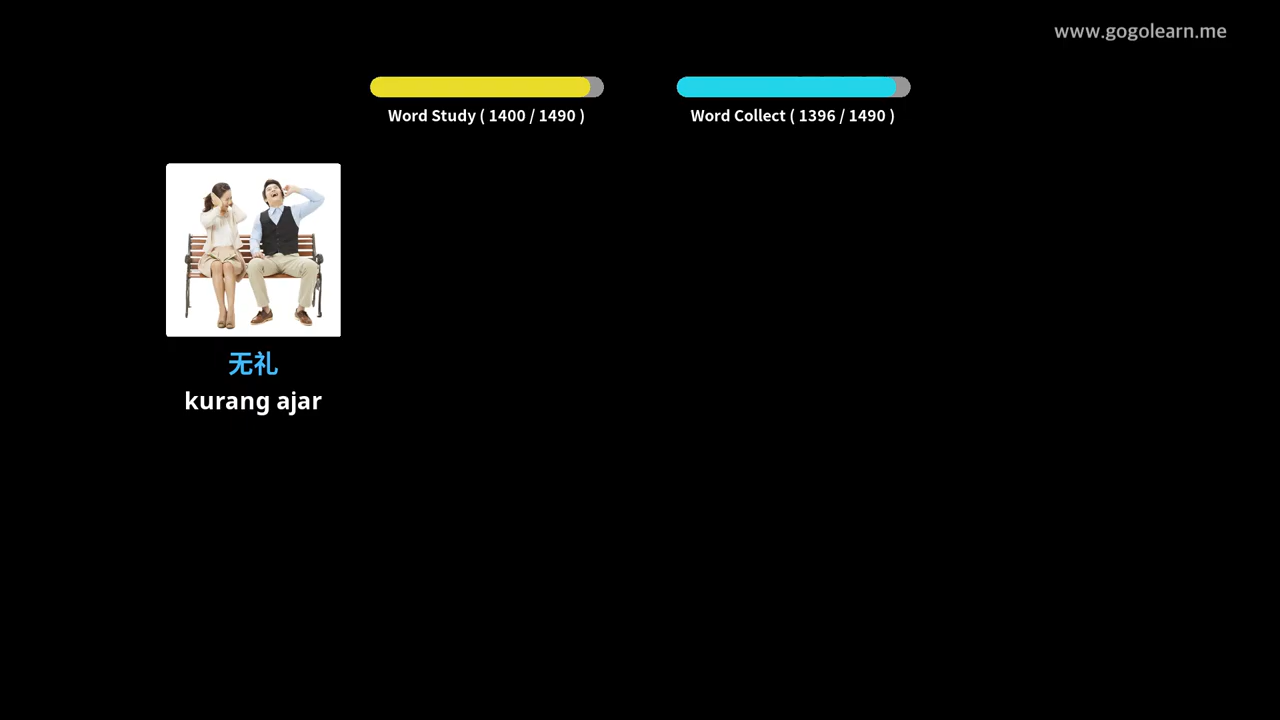 www.gogolearn.me
Word Study ( 1400 / 1490 )
Word Collect ( 1396 / 1490 )
无礼
kurang ajar